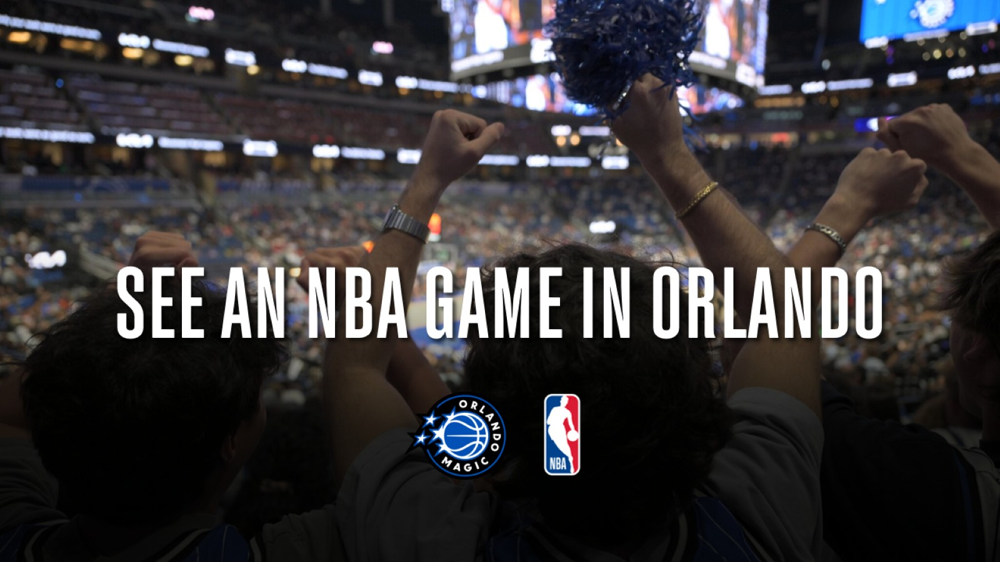 SEE AN NBA GAME IN ORLANDO
ORLANDO
MAGIC
NBA